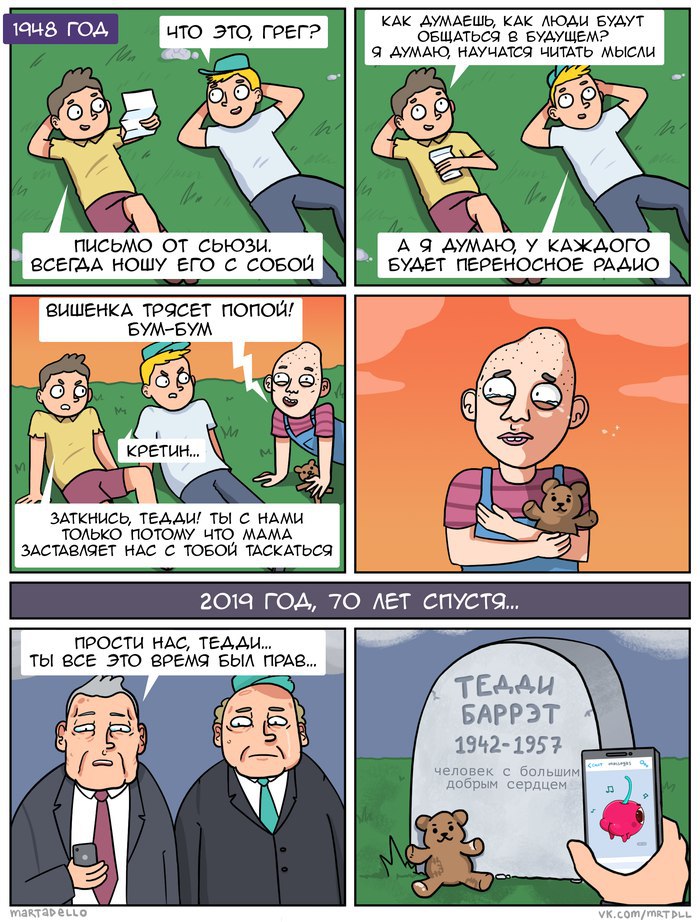 1948 ГОД
ЧТО ЭТО, ГРЕГ?
ПИСЬМО ОТ СЬЮЗИ.
ВСЕГДА НОШУ ЕГО С СОБОЙ
КАК ДУМАЕШЬ, КАК ЛЮДИ БУДУТ
ОБЩАТЬСЯ В БУДУЩЕМ?
Я ДУМАЮ, НАУЧАТСЯ ЧИТАТЬ МЫСЛИ
А Я ДУМАЮ, У КАЖДОГО
БУДЕТ ПЕРЕНОСНОЕ РАДИО
ВИШЕНКА ТРЯСЕТ ПОПОЙ!
БУМ-БУМ
КРЕТИН...
ЗАТКНИСЬ, ТЕДДИ! ТЫ С НАМИ
ТОЛЬКО ПОТОМУ ЧТО МАМА
ЗАСТАВЛЯЕТ НАС С ТОБОЙ ТАСКАТЬСЯ
2019 ГОД, 70 ЛЕТ СПУСТЯ...
ПРОСТИ НАС, ТЕДДИ...
ТЫ ВСЕ ЭТО ВРЕМЯ БЫЛ ПРАВ...
ТЕДДИ
БАРРЭТ
1942-1957
человек с большим
добрым сердцем
messages
MARTADELLO
VK.COM/MRTDLL